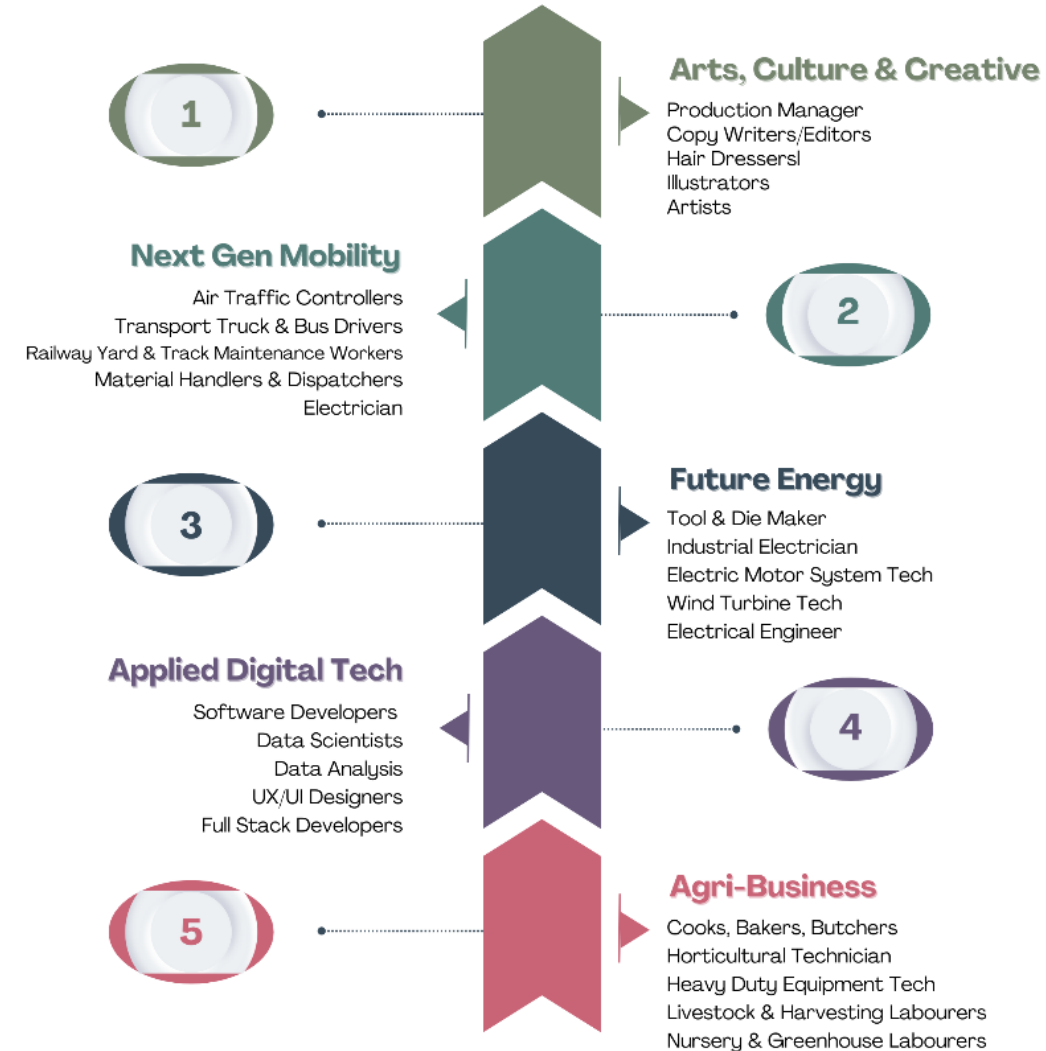 1
Arts, Culture & Creative
Production Manager
Copy Writers/Editors
Hair Dressersl
Illustrators
Artists
Next Gen Mobility
Air Traffic Controllers
Transport Truck & Bus Drivers
Railway Yard & Track Maintenance Workers
Material Handlers & Dispatchers
Electrician
2
3
Future Energy
Tool & Die Maker
Industrial Electrician
Electric Motor System Tech
Wind Turbine Tech
Electrical Engineer
Applied Digital Tech
Software Developers
Data Scientists
Data Analysis
UX/UI Designers
Full Stack Developers
4
5
Agri-Business
Cooks, Bakers, Butchers
Horticultural Technician
Heavy Duty Equipment Tech
Livestock & Harvesting Labourers
Nursery & Greenhouse Labourers